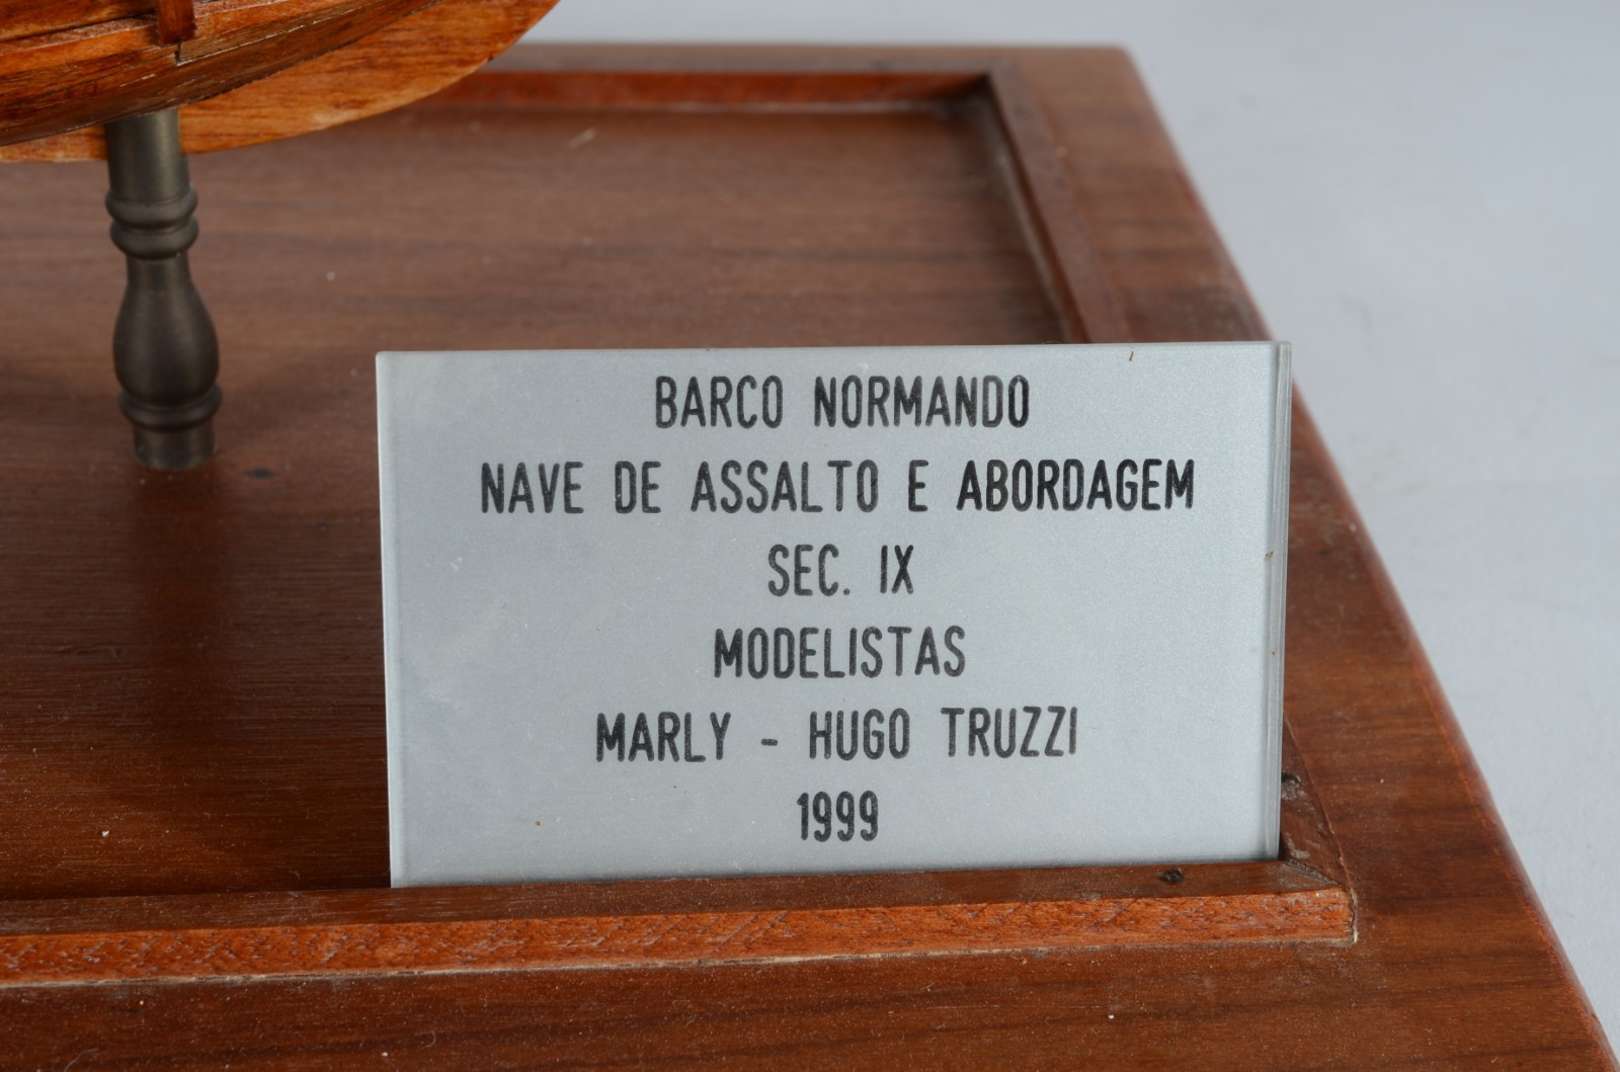 BARCO NORMANDO
NAVE DE ASSALTO E ABORDAGEM
SEC. IX
MODELISTAS
MARLY - HUGO TRUZZI
1999